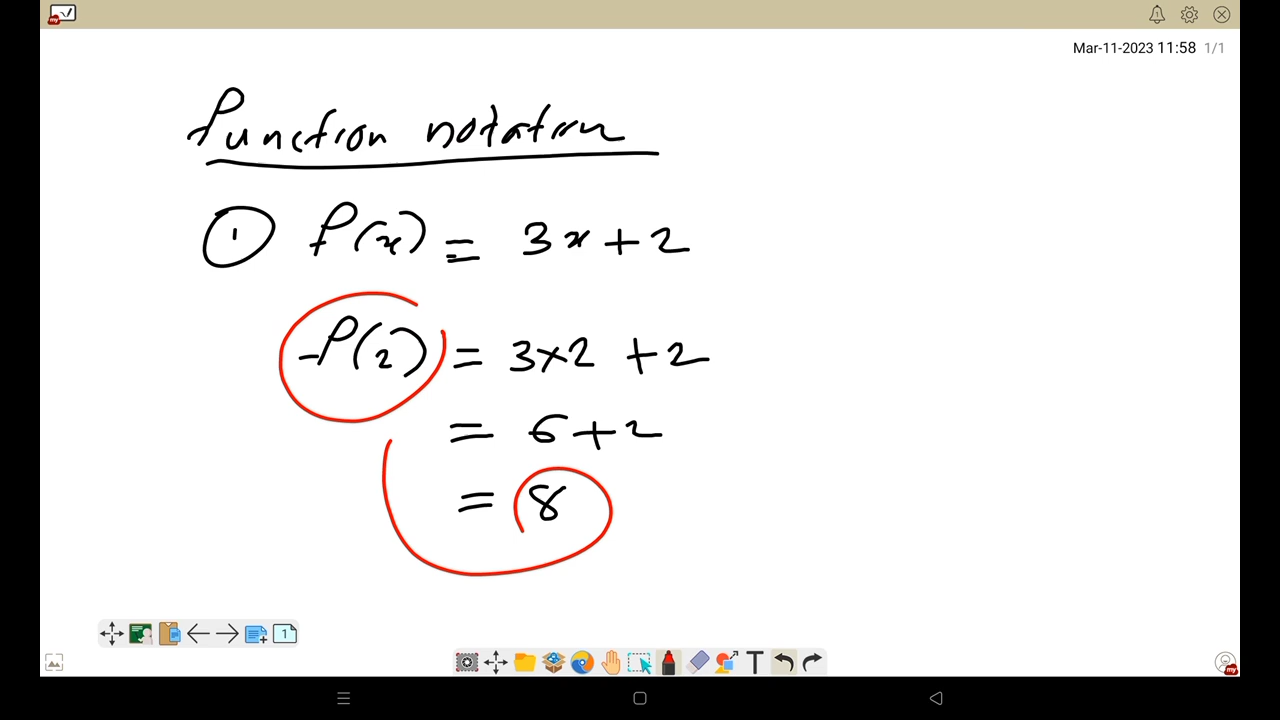 Mar-11-2023 11:58 1/1
Function notation
① f(x) = 3x+2
f(2) = 3×2 +2
= 6+2
= 8
1
T